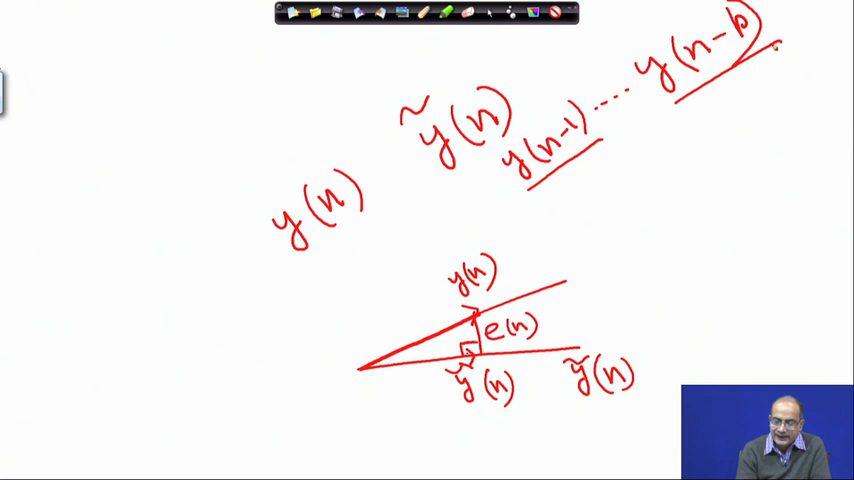 y(n) ỹ(n) y(n-1) .... y(n-p)
y(n)
e(n)
ỹ(n) ỹ(n)